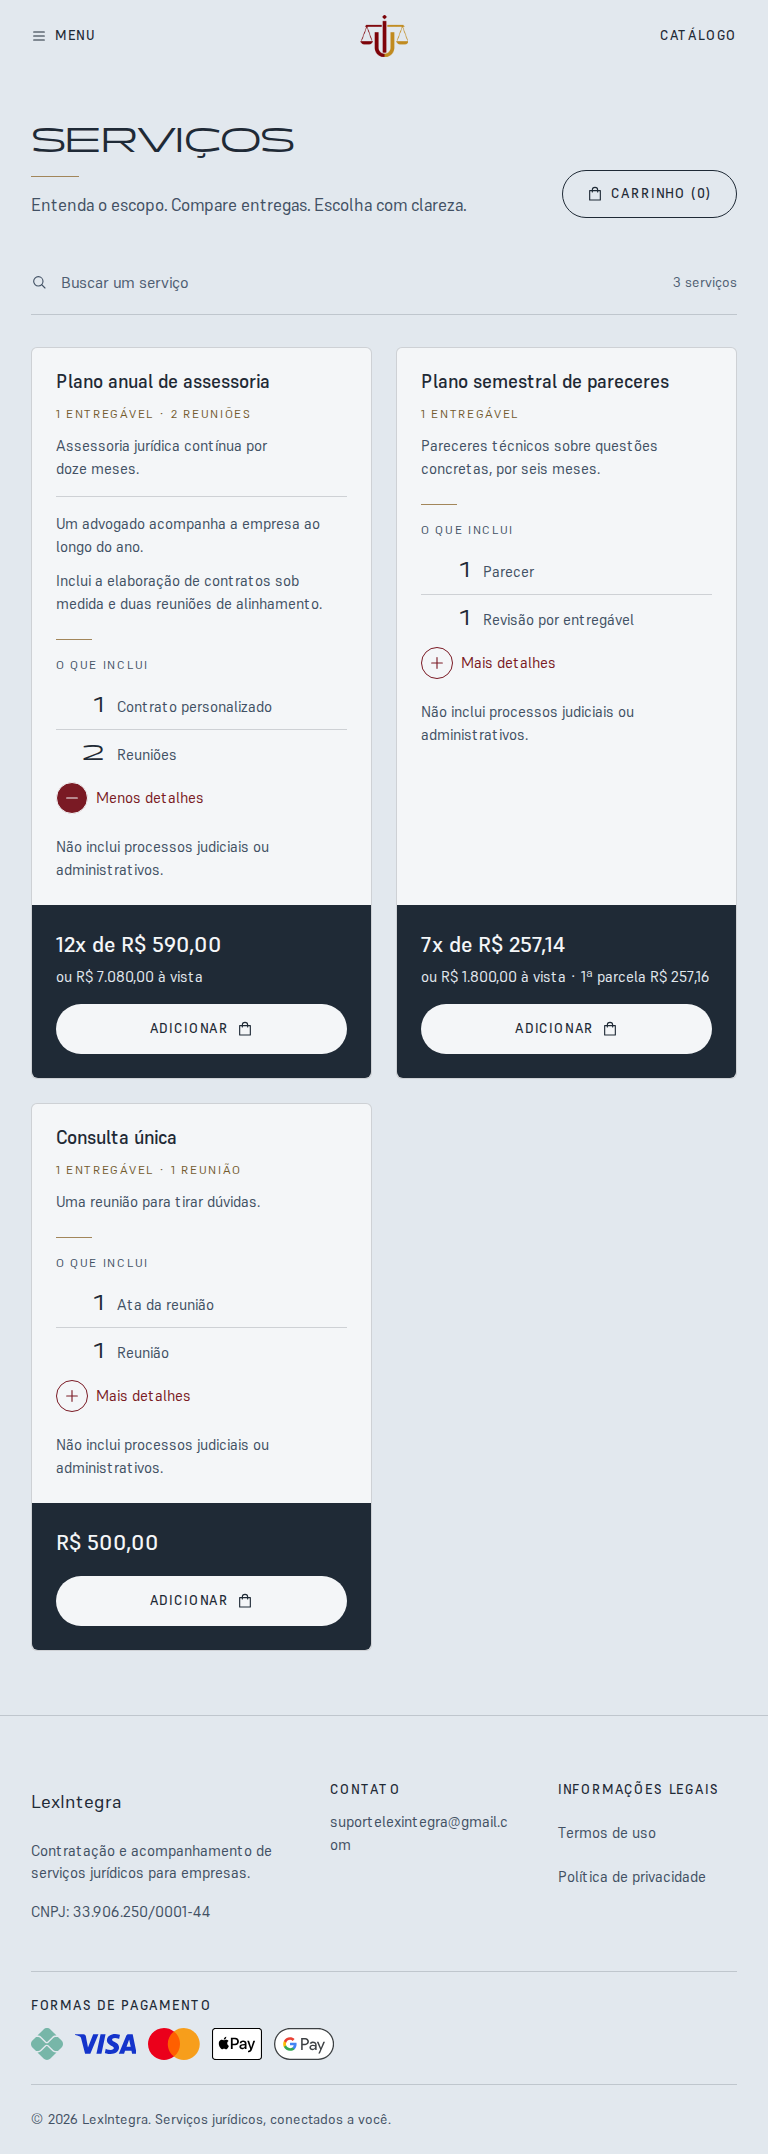 MENU
CATÁLOGO
SERVIÇOS
Entenda o escopo. Compare entregas. Escolha com clareza.
CARRINHO (0)
Buscar um serviço
3 serviços
Plano anual de assessoria
1 ENTREGÁVEL · 2 REUNIÕES
Assessoria jurídica contínua por
doze meses.
Um advogado acompanha a empresa ao
longo do ano.
Inclui a elaboração de contratos sob
medida e duas reuniões de alinhamento.
O QUE INCLUI
1 Contrato personalizado
2 Reuniões
Menos detalhes
Não inclui processos judiciais ou
administrativos.
12x de R$ 590,00
ou R$ 7.080,00 à vista
ADICIONAR
Plano semestral de pareceres
1 ENTREGÁVEL
Pareceres técnicos sobre questões
concretas, por seis meses.
O QUE INCLUI
1 Parecer
1 Revisão por entregável
Mais detalhes
Não inclui processos judiciais ou
administrativos.
7x de R$ 257,14
ou R$ 1.800,00 à vista · 1ª parcela R$ 257,16
ADICIONAR
Consulta única
1 ENTREGÁVEL · 1 REUNIÃO
Uma reunião para tirar dúvidas.
O QUE INCLUI
1 Ata da reunião
1 Reunião
Mais detalhes
Não inclui processos judiciais ou
administrativos.
R$ 500,00
ADICIONAR
LexIntegra
Contratação e acompanhamento de
serviços jurídicos para empresas.
CNPJ: 33.906.250/0001-44
CONTATO
suportelexintegra@gmail.c
om
INFORMAÇÕES LEGAIS
Termos de uso
Política de privacidade
FORMAS DE PAGAMENTO
VISA
Pay
G Pay
© 2026 LexIntegra. Serviços jurídicos, conectados a você.